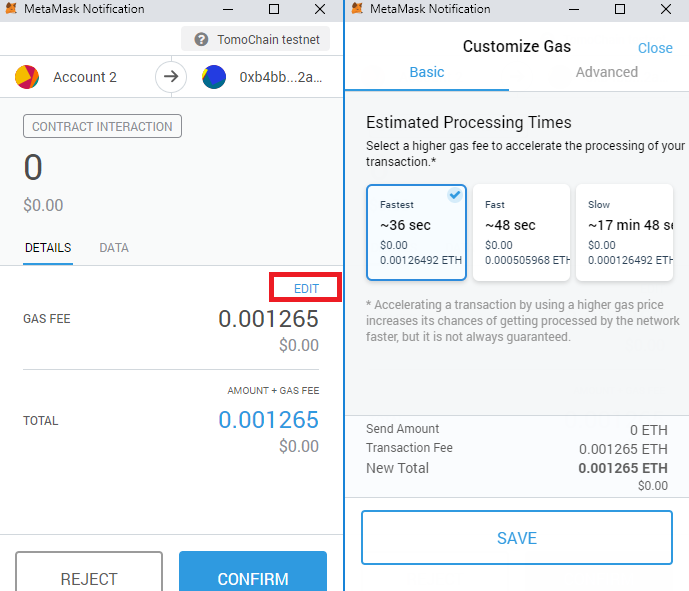 MetaMask Notification
TomoChain testnet
Account 2
0xb4bb...2a...
CONTRACT INTERACTION
0
$0.00
DETAILS DATA
EDIT
GAS FEE 0.001265
$0.00
AMOUNT + GAS FEE
TOTAL 0.001265
$0.00
REJECT CONFIRM
MetaMask Notification
Customize Gas Close
Basic Advanced
Estimated Processing Times
Select a higher gas fee to accelerate the processing of your
transaction.*
Fastest
~36 sec
$0.00
0.00126492 ETH
Fast
~48 sec
$0.00
0.000505968 ETH
Slow
~17 min 48 se
$0.00
0.000126492 ETH
* Accelerating a transaction by using a higher gas price
increases its chances of getting processed by the network
faster, but it is not always guaranteed.
Send Amount 0 ETH
Transaction Fee 0.001265 ETH
New Total 0.001265 ETH
$0.00
SAVE